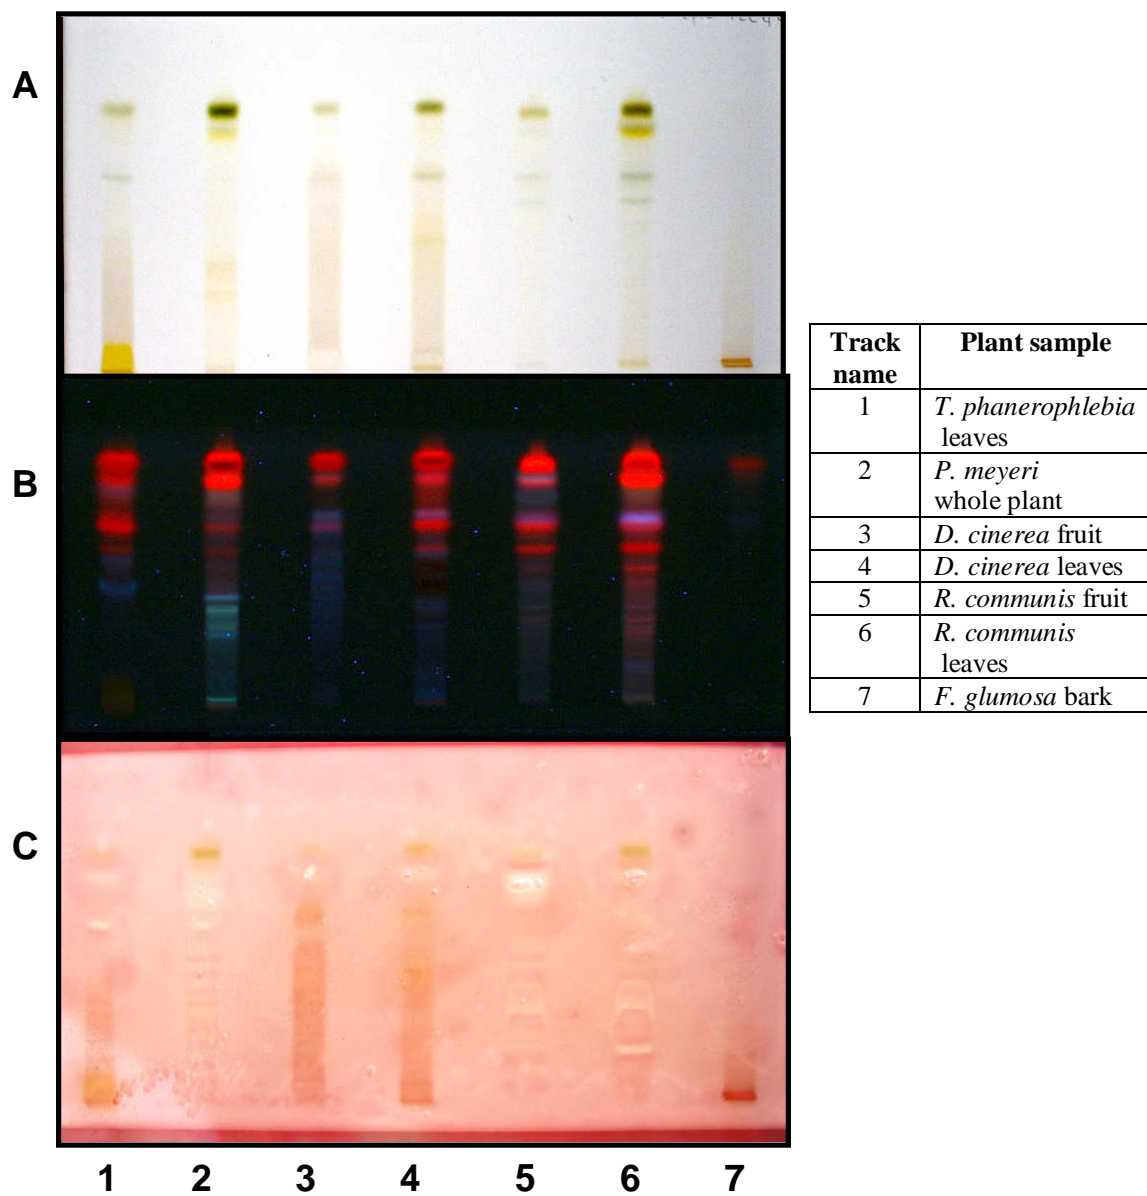 A
B
C
Track name
Plant sample
1
T. phanerophlebia
leaves
2
P. meyeri
whole plant
3
D. cinerea fruit
4
D. cinerea leaves
5
R. communis fruit
6
R. communis
leaves
7
F. glumosa bark
1 2 3 4 5 6 7